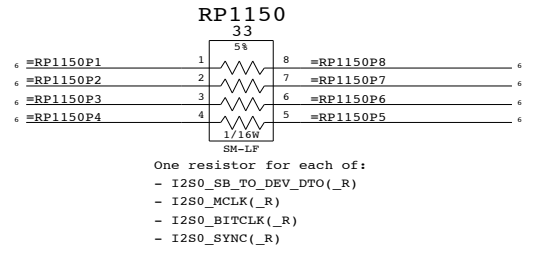 RP1150
33
5%
6 =RP1150P1 1 8 =RP1150P8 6
6 =RP1150P2 2 7 =RP1150P7 6
6 =RP1150P3 3 6 =RP1150P6 6
6 =RP1150P4 4 5 =RP1150P5 6
1/16W
SM-LF
One resistor for each of:
- I2S0_SB_TO_DEV_DTO(_R)
- I2S0_MCLK(_R)
- I2S0_BITCLK(_R)
- I2S0_SYNC(_R)